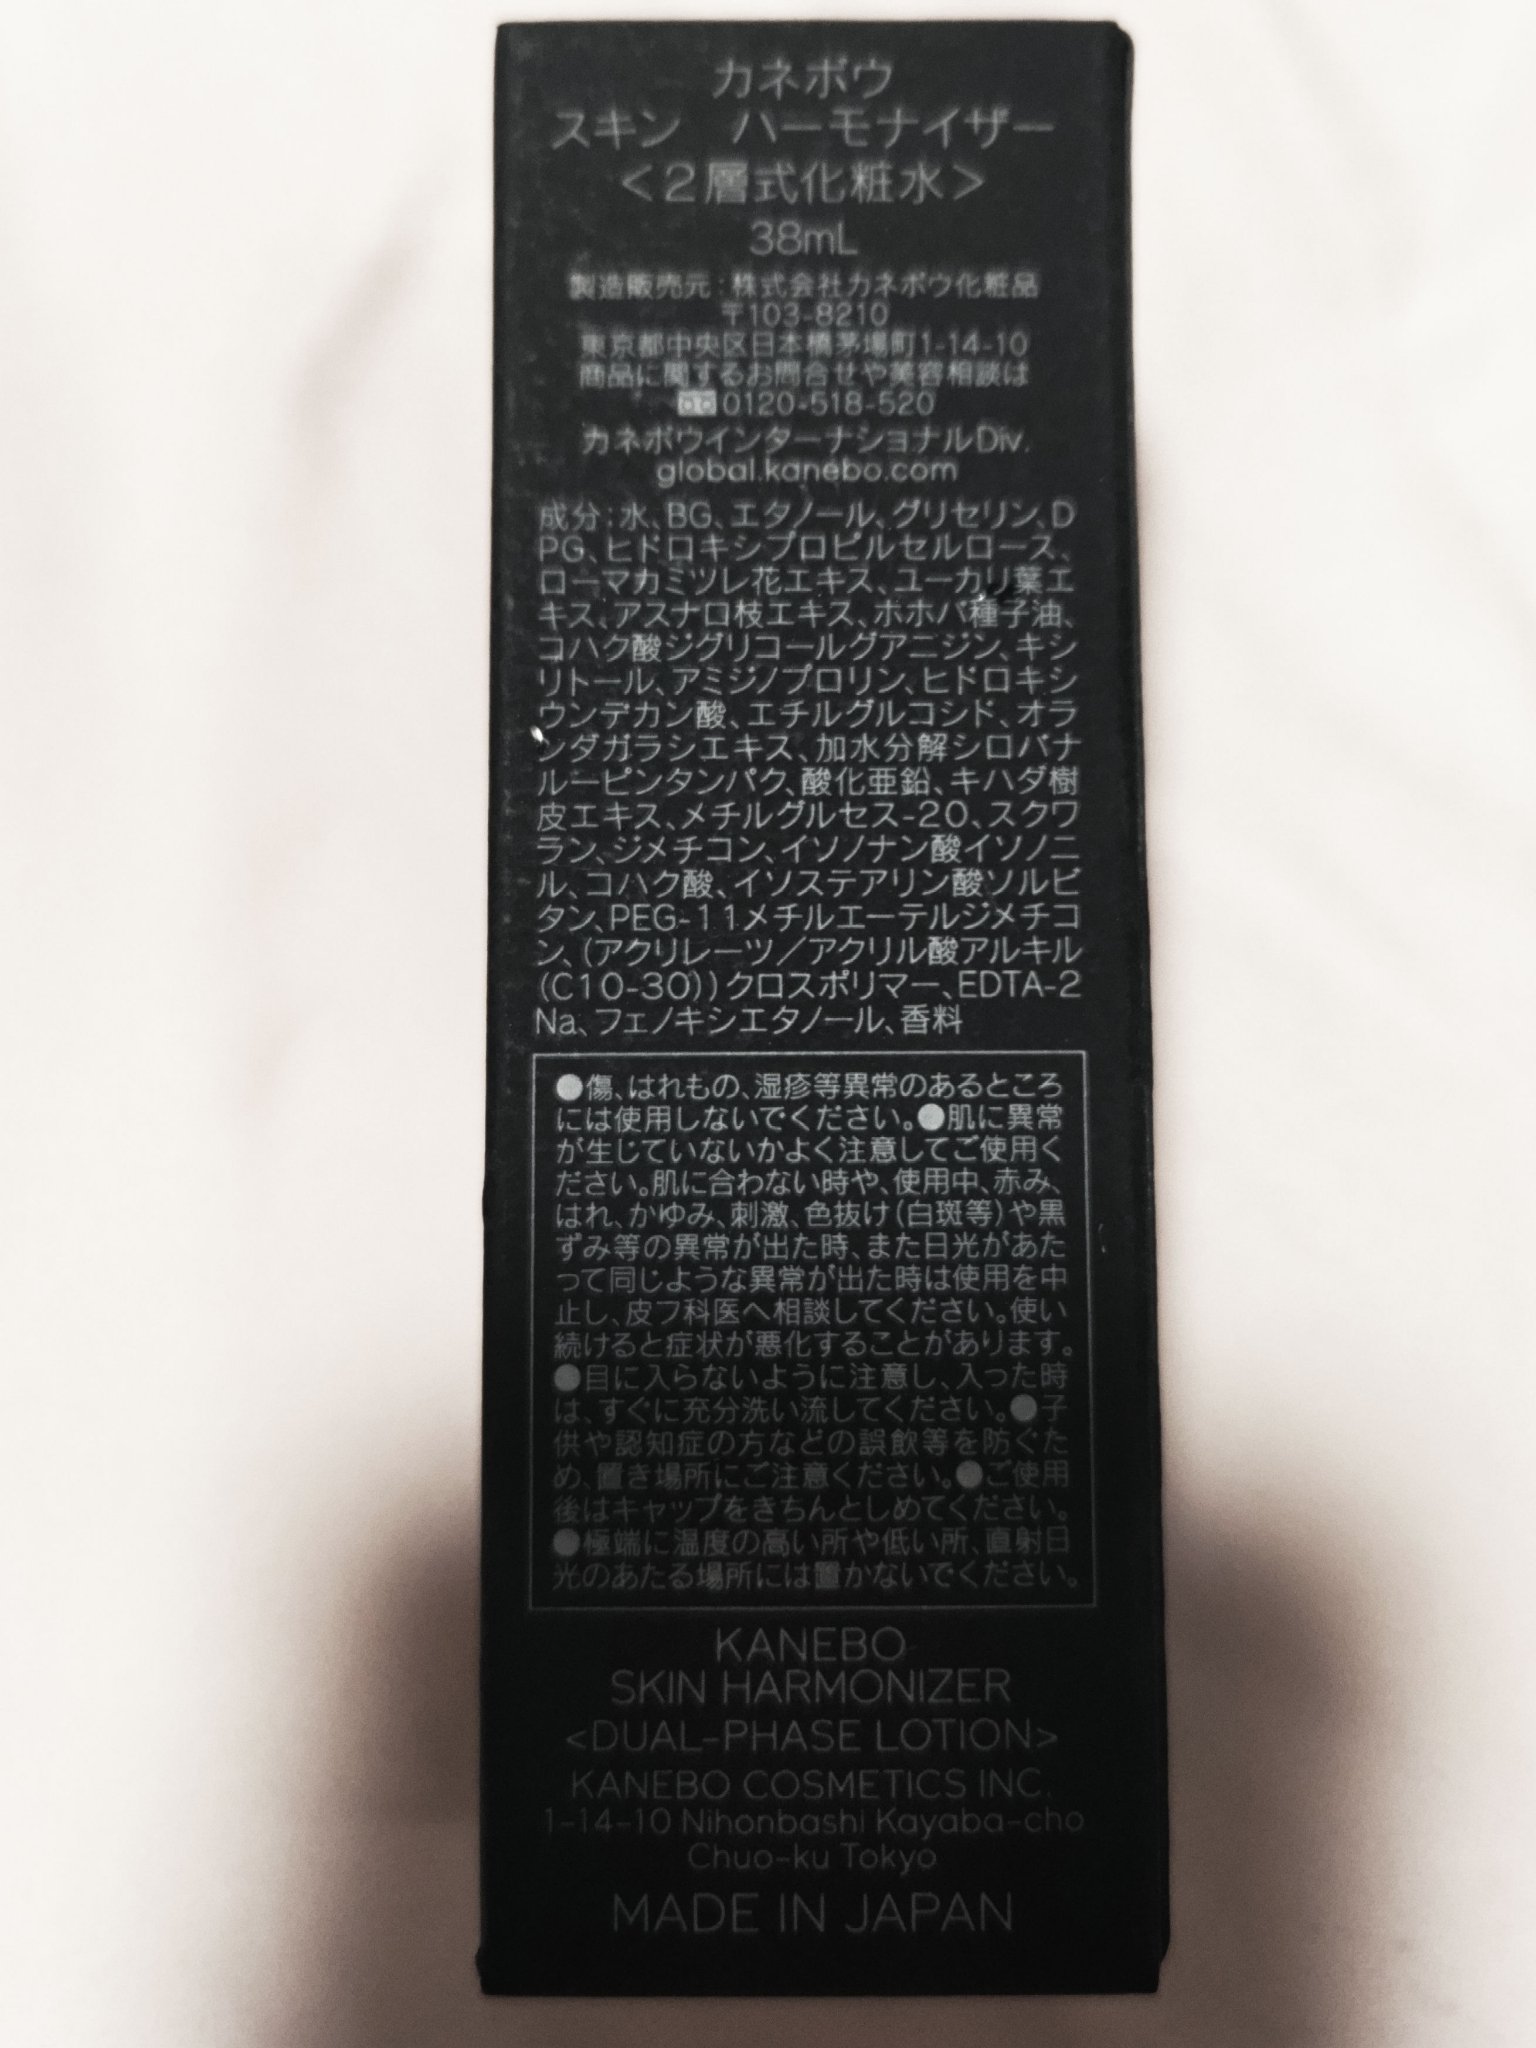 カネボウ
スキン　ハーモナイザー
＜2層式化粧水＞
38mL
製造販売元:株式会社カネボウ化粧品
〒103-8210
東京都中央区日本橋茅場町1-14-10
商品に関するお問合せや美容相談は
0120-518-520
カネボウインターナショナルDiv.
global.kanebo.com
成分:水、BG、エタノール、グリセリン、D
PG、ヒドロキシプロピルセルロース、
ローマカミツレ花エキス、ユーカリ葉エ
キス、アスナロ枝エキス、ホホバ種子油、
コハク酸ジグリコールグアニジン、キシ
リトール、アミジノプロリン、ヒドロキシ
ウンデカン酸、エチルグルコシド、オラ
ンダガラシエキス、加水分解シロバナ
ルーピンタンパク、酸化亜鉛、キハダ樹
皮エキス、メチルグルセス-20、スクワ
ラン、ジメチコン、イソノナン酸イソノニ
ル、コハク酸、イソステアリン酸ソルビ
タン、PEG-11メチルエーテルジメチコ
ン、(アクリレーツ／アクリル酸アルキル
(C10-30))クロスポリマー、EDTA-2
Na、フェノキシエタノール、香料
●傷、はれもの、湿疹等異常のあるところ
には使用しないでください。●肌に異常
が生じていないかよく注意してご使用く
ださい。肌に合わない時や、使用中、赤み、
はれ、かゆみ、刺激、色抜け(白斑等)や黒
ずみ等の異常が出た時、また日光があた
って同じような異常が出た時は使用を中
止し、皮フ科医へ相談してください。使い
続けると症状が悪化することがあります。
●目に入らないように注意し、入った時
は、すぐに充分洗い流してください。●子
供や認知症の方などの誤飲等を防ぐた
め、置き場所にご注意ください。●ご使用
後はキャップをきちんとしめてください。
●極端に温度の高い所や低い所、直射日
光のあたる場所には置かないでください。
KANEBO
SKIN HARMONIZER
<DUAL-PHASE LOTION>
KANEBO COSMETICS INC.
1-14-10 Nihonbashi Kayaba-cho
Chuo-ku Tokyo
MADE IN JAPAN